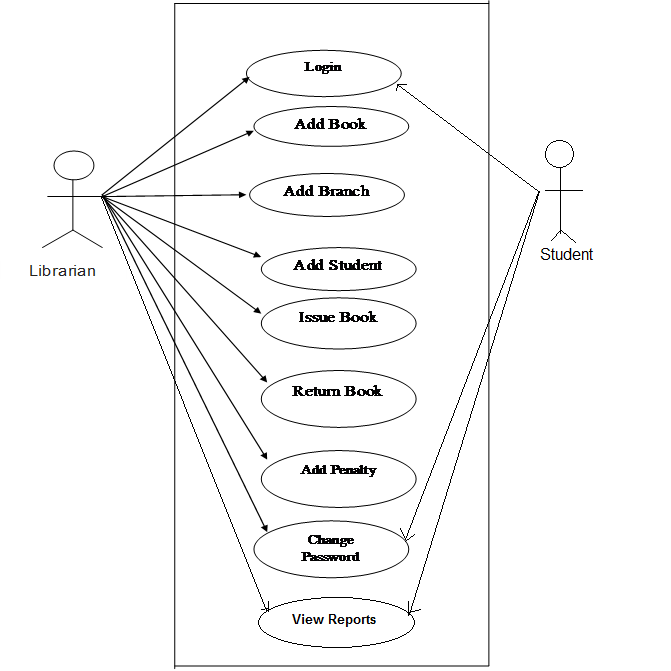 Login
Add Book
Add Branch
Librarian
Student
Add Student
Issue Book
Return Book
Add Penalty
Change
Password
View Reports